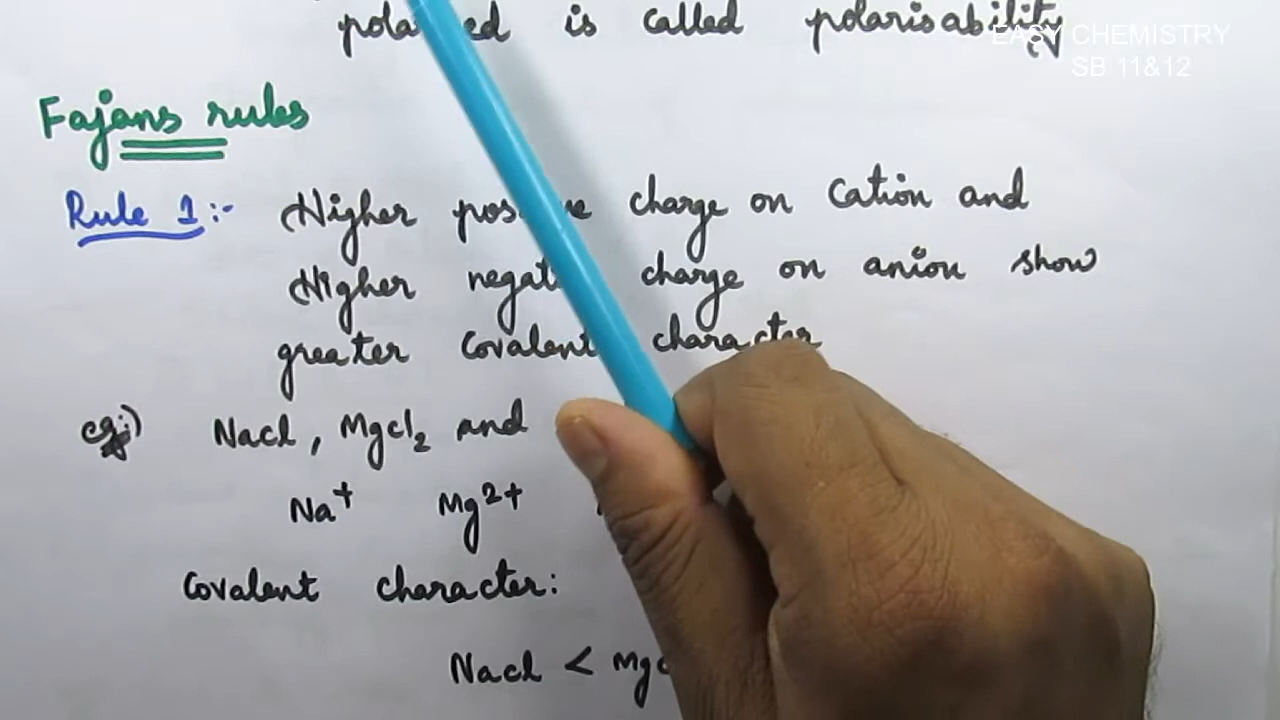 is called polarisability
EASY CHEMISTRY
SB 11&12
Fajans rules
Rule 1:- Higher charge on Cation and
Higher charge on anion show
greater Covalent character
eg:) Nacl, Mgcl2 and
Na+ Mg2+
Covalent character:
Nacl <